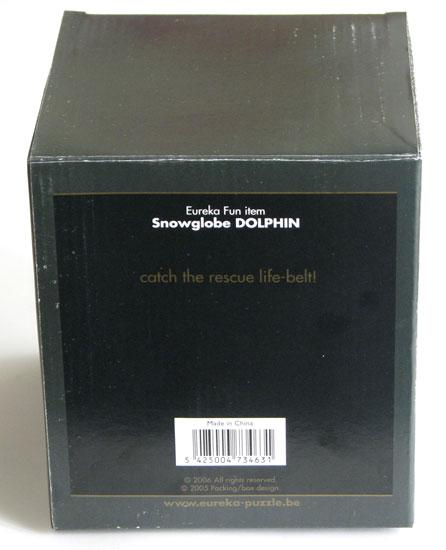 Eureka Fun item
Snowglobe DOLPHIN
catch the rescue life-belt!
Made in China
5 425004 734631
© 2006 All rights reserved.
© 2005 Packing/box design.
www.eureka-puzzle.be